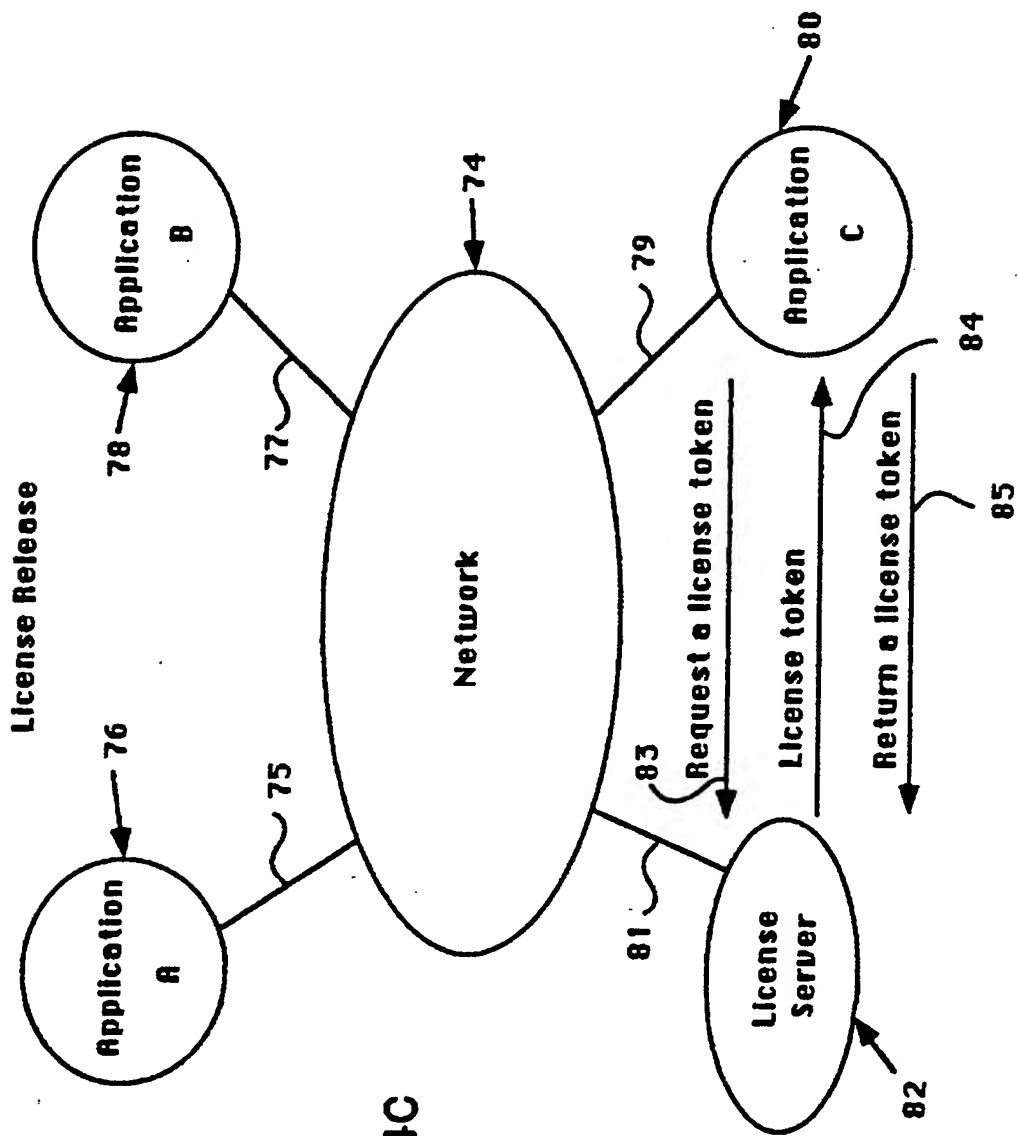 License Release
Application
A
76
75
Application
B
78
77
Network
74
81
License
Server
82
79
Application
C
80
83
Request a license token
License token
84
Return a license token
85